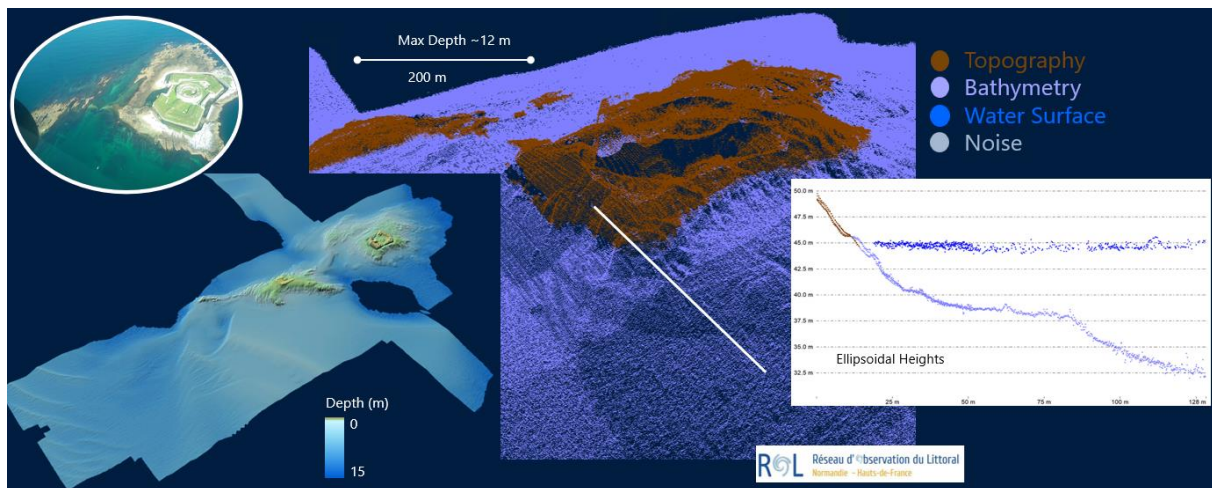 Max Depth ~12 m
200 m
Topography
Bathymetry
Water Surface
Noise
50.0 m
47.5 m
45.0 m
42.5 m
40.0 m
37.5 m
35.0 m
32.5 m
Ellipsoidal Heights
25 m
50 m
75 m
100 m
128 m
Depth (m)
0
15
ROL
Réseau d'Observation du Littoral
Normandie - Hauts-de-France